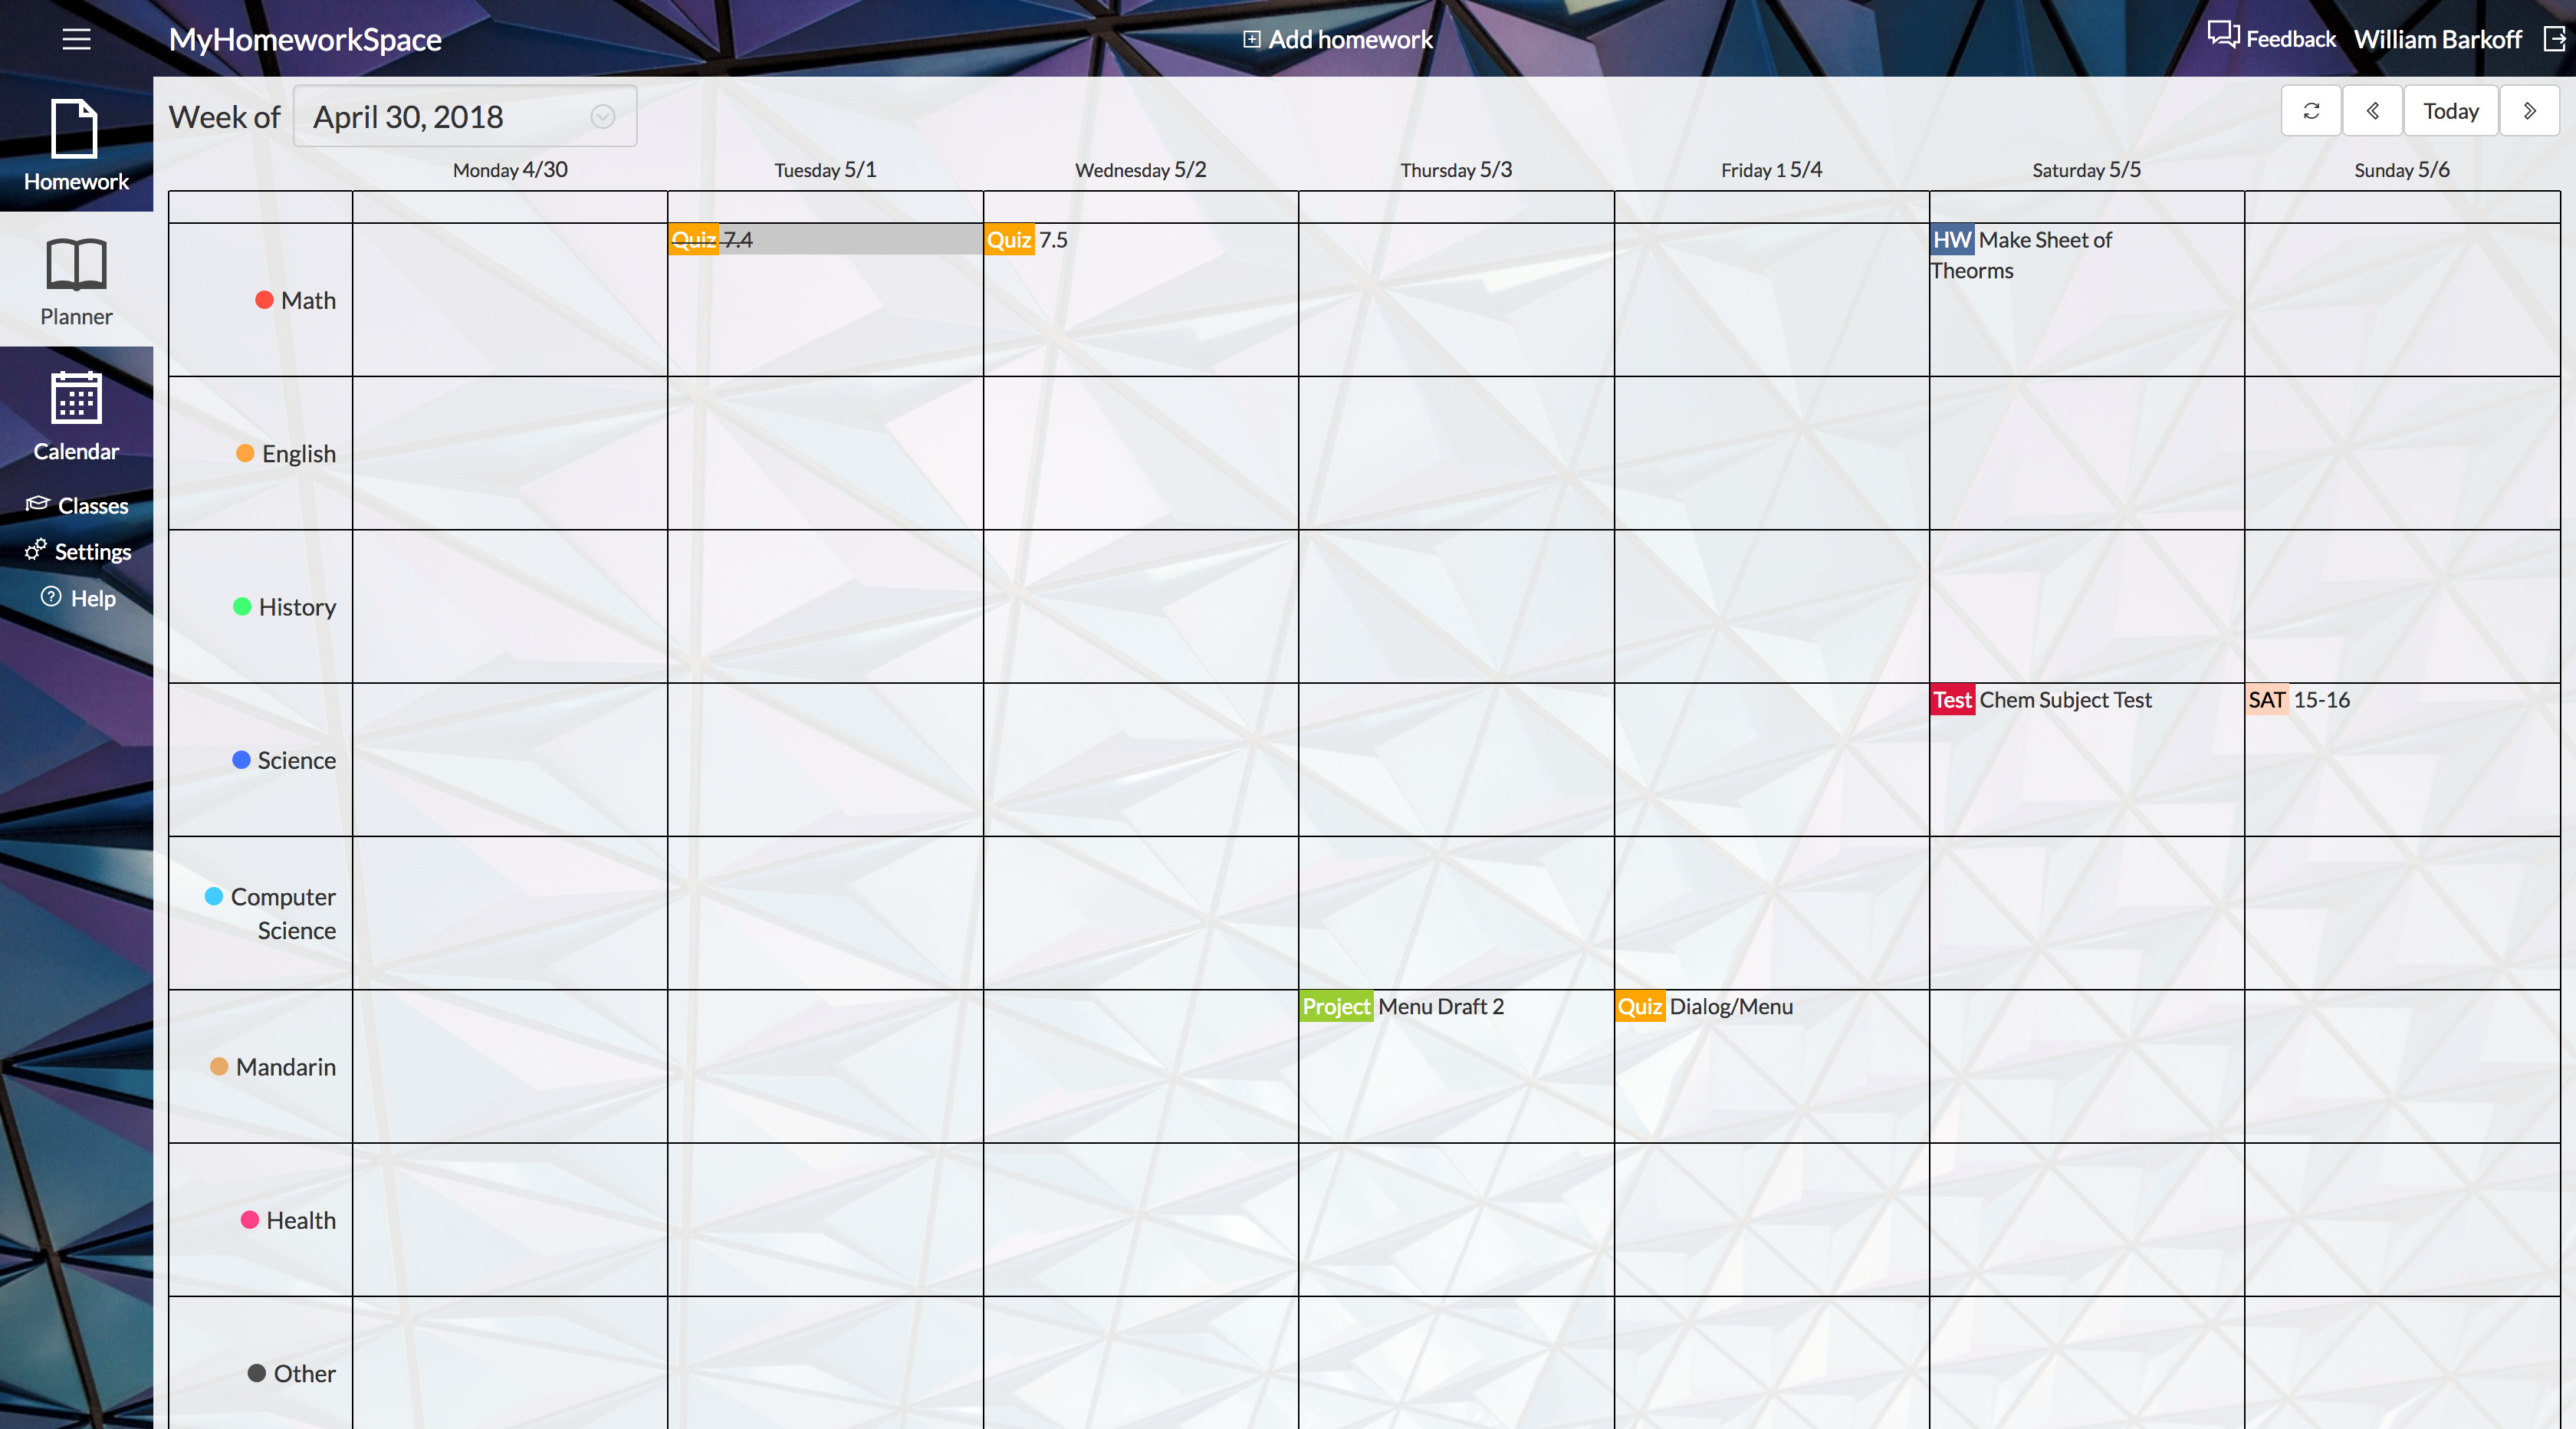 MyHomeworkSpace
Add homework
Feedback William Barkoff
Homework
Planner
Calendar
Classes
Settings
Help
Week of April 30, 2018
Today
Monday 4/30 Tuesday 5/1 Wednesday 5/2 Thursday 5/3 Friday 1 5/4 Saturday 5/5 Sunday 5/6
Math
Quiz 7.4
Quiz 7.5
HW Make Sheet of
Theorms
English
History
Science
Test Chem Subject Test
SAT 15-16
Computer
Science
Mandarin
Project Menu Draft 2
Quiz Dialog/Menu
Health
Other